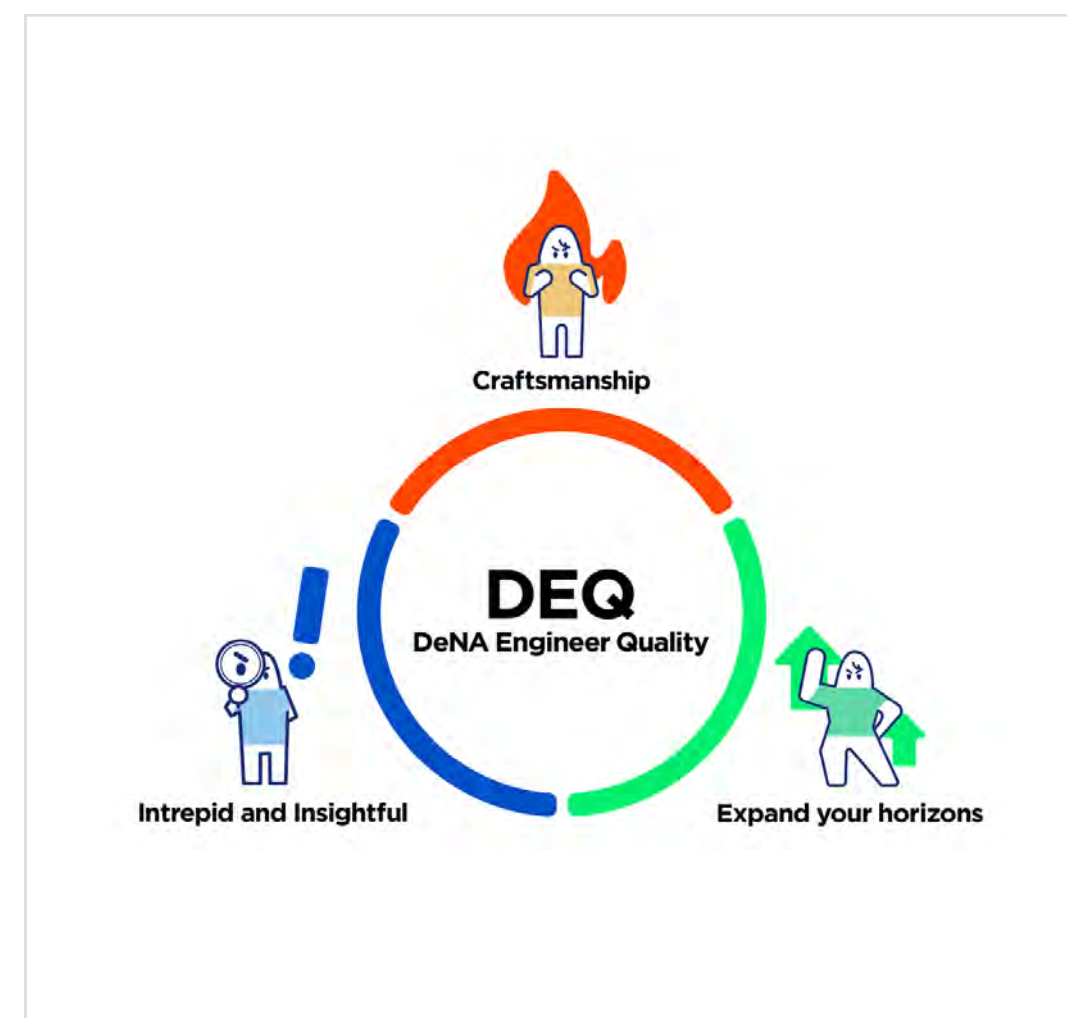 Craftsmanship
DEQ
DeNA Engineer Quality
Intrepid and Insightful
Expand your horizons